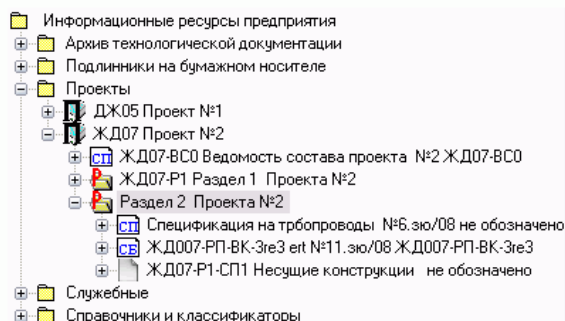 Информационные ресурсы предприятия
Архив технологической документации
Подлинники на бумажном носителе
Проекты
ДЖ05 Проект №1
ЖД07 Проект №2
СП ЖД07-ВС0 Ведомость состава проекта №2 ЖД07-ВС0
Р ЖД07-Р1 Раздел 1 Проекта №2
Р Раздел 2 Проекта №2
СП Спецификация на трбопроводы №6.зю/08 не обозначено
СБ ЖД007-РП-ВК-3ге3 ert №11.зю/08 ЖД007-РП-ВК-3ге3
ЖД07-Р1-СП1 Несущие конструкции не обозначено
Служебные
Справочники и классификаторы